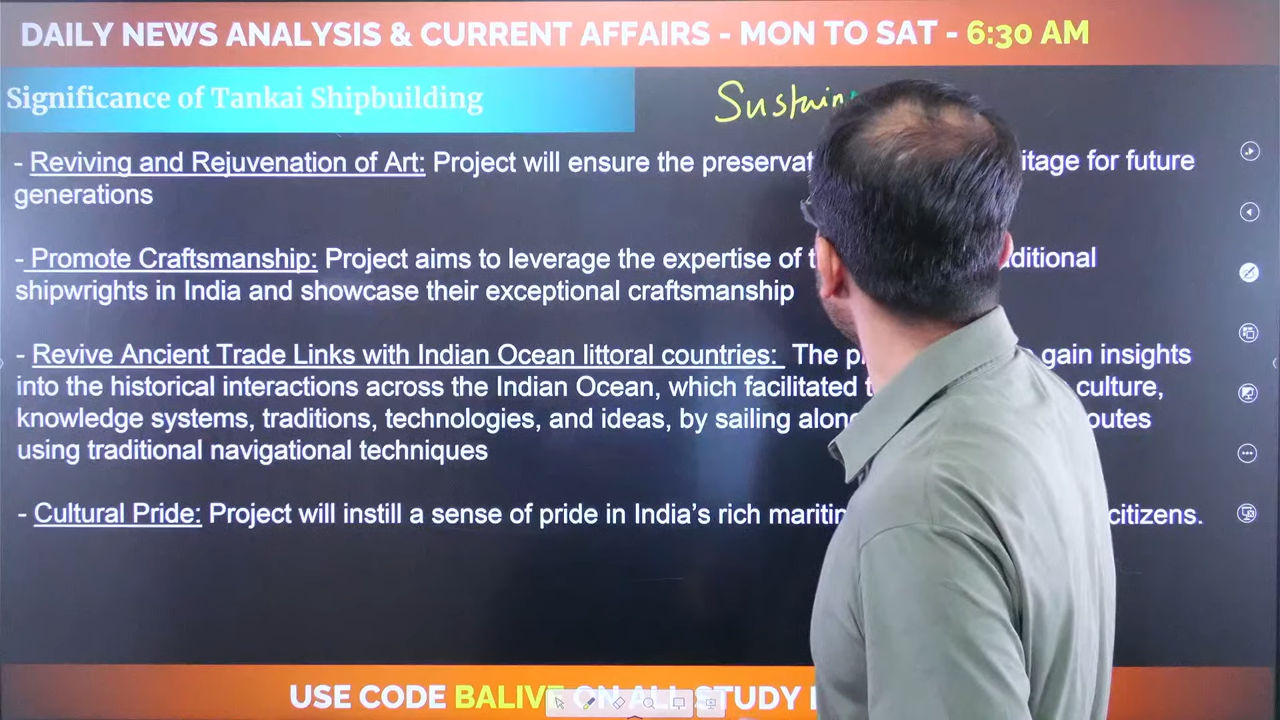 DAILY NEWS ANALYSIS & CURRENT AFFAIRS - MON TO SAT - 6:30 AM
Significance of Tankai Shipbuilding
Sustain
- Reviving and Rejuvenation of Art: Project will ensure the preservat itage for future
generations
- Promote Craftsmanship: Project aims to leverage the expertise of t aditional
shipwrights in India and showcase their exceptional craftsmanship
- Revive Ancient Trade Links with Indian Ocean littoral countries: The p gain insights
into the historical interactions across the Indian Ocean, which facilitated t culture,
knowledge systems, traditions, technologies, and ideas, by sailing along outes
using traditional navigational techniques
- Cultural Pride: Project will instill a sense of pride in India's rich maritim citizens.
USE CODE BALIVE ON ALL STUDY